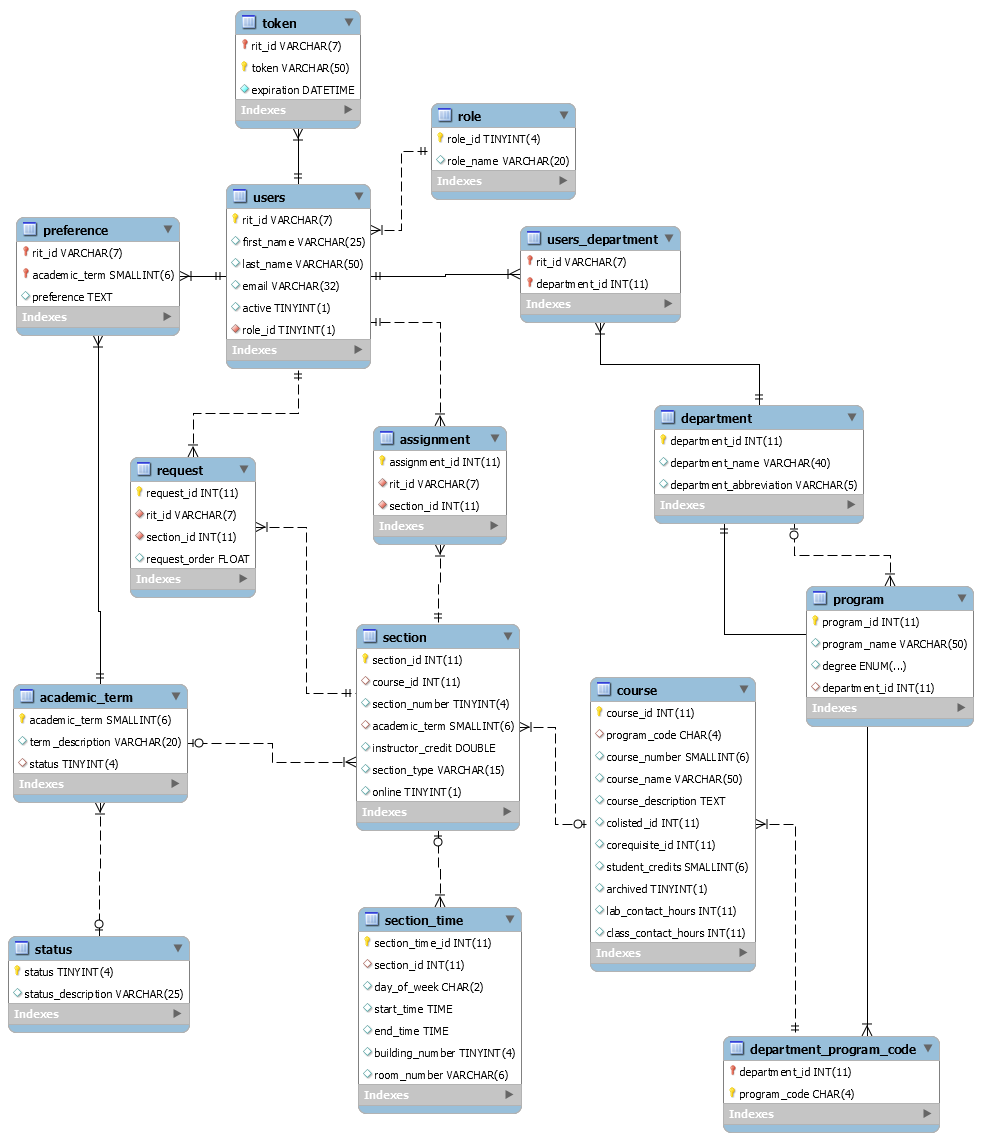 token
rit_id VARCHAR(7)
token VARCHAR(50)
expiration DATETIME
Indexes
role
role_id TINYINT(4)
role_name VARCHAR(20)
Indexes
users
rit_id VARCHAR(7)
first_name VARCHAR(25)
last_name VARCHAR(50)
email VARCHAR(32)
active TINYINT(1)
role_id TINYINT(1)
Indexes
preference
rit_id VARCHAR(7)
academic_term SMALLINT(6)
preference TEXT
Indexes
users_department
rit_id VARCHAR(7)
department_id INT(11)
Indexes
department
department_id INT(11)
department_name VARCHAR(40)
department_abbreviation VARCHAR(5)
Indexes
assignment
assignment_id INT(11)
rit_id VARCHAR(7)
section_id INT(11)
Indexes
request
request_id INT(11)
rit_id VARCHAR(7)
section_id INT(11)
request_order FLOAT
Indexes
program
program_id INT(11)
program_name VARCHAR(50)
degree ENUM(...)
department_id INT(11)
Indexes
section
section_id INT(11)
course_id INT(11)
section_number TINYINT(4)
academic_term SMALLINT(6)
instructor_credit DOUBLE
section_type VARCHAR(15)
online TINYINT(1)
Indexes
academic_term
academic_term SMALLINT(6)
term_description VARCHAR(20)
status TINYINT(4)
Indexes
course
course_id INT(11)
program_code CHAR(4)
course_number SMALLINT(6)
course_name VARCHAR(50)
course_description TEXT
colisted_id INT(11)
corequisite_id INT(11)
student_credits SMALLINT(6)
archived TINYINT(1)
lab_contact_hours INT(11)
class_contact_hours INT(11)
Indexes
status
status TINYINT(4)
status_description VARCHAR(25)
Indexes
section_time
section_time_id INT(11)
section_id INT(11)
day_of_week CHAR(2)
start_time TIME
end_time TIME
building_number TINYINT(4)
room_number VARCHAR(6)
Indexes
department_program_code
department_id INT(11)
program_code CHAR(4)
Indexes